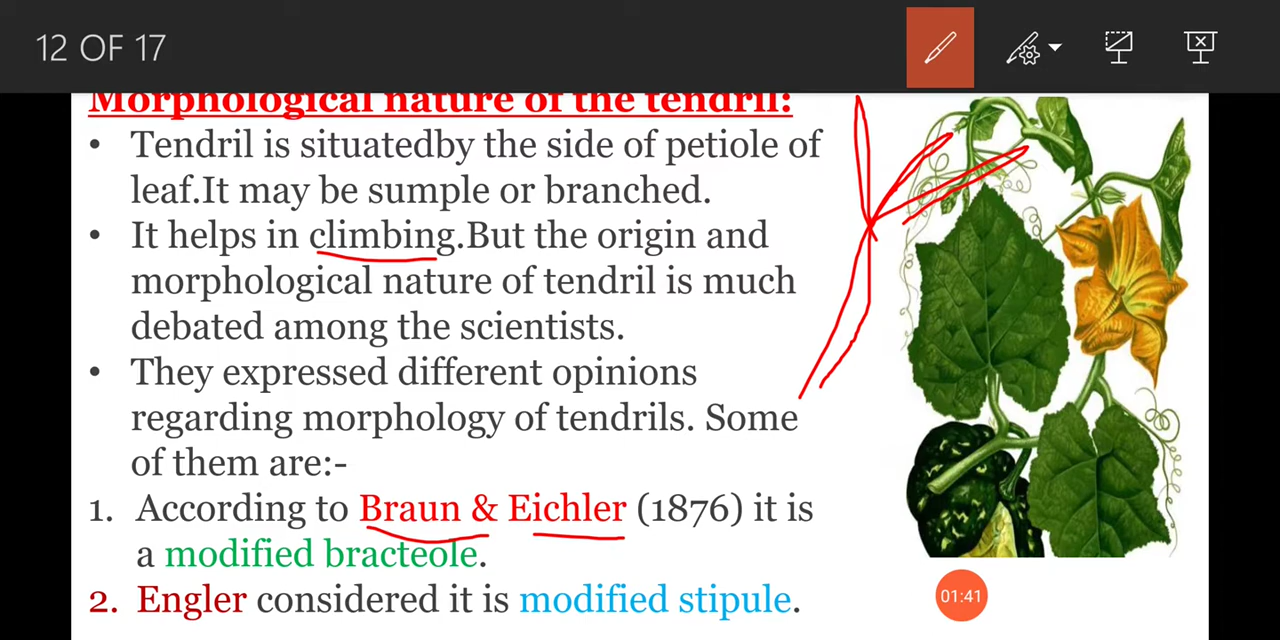 12 OF 17
Morphological nature of the tendril:
• Tendril is situatedby the side of petiole of
leaf.It may be sumple or branched.
• It helps in climbing.But the origin and
morphological nature of tendril is much
debated among the scientists.
• They expressed different opinions
regarding morphology of tendrils. Some
of them are:-
1. According to Braun & Eichler (1876) it is
a modified bracteole.
2. Engler considered it is modified stipule.
01:41